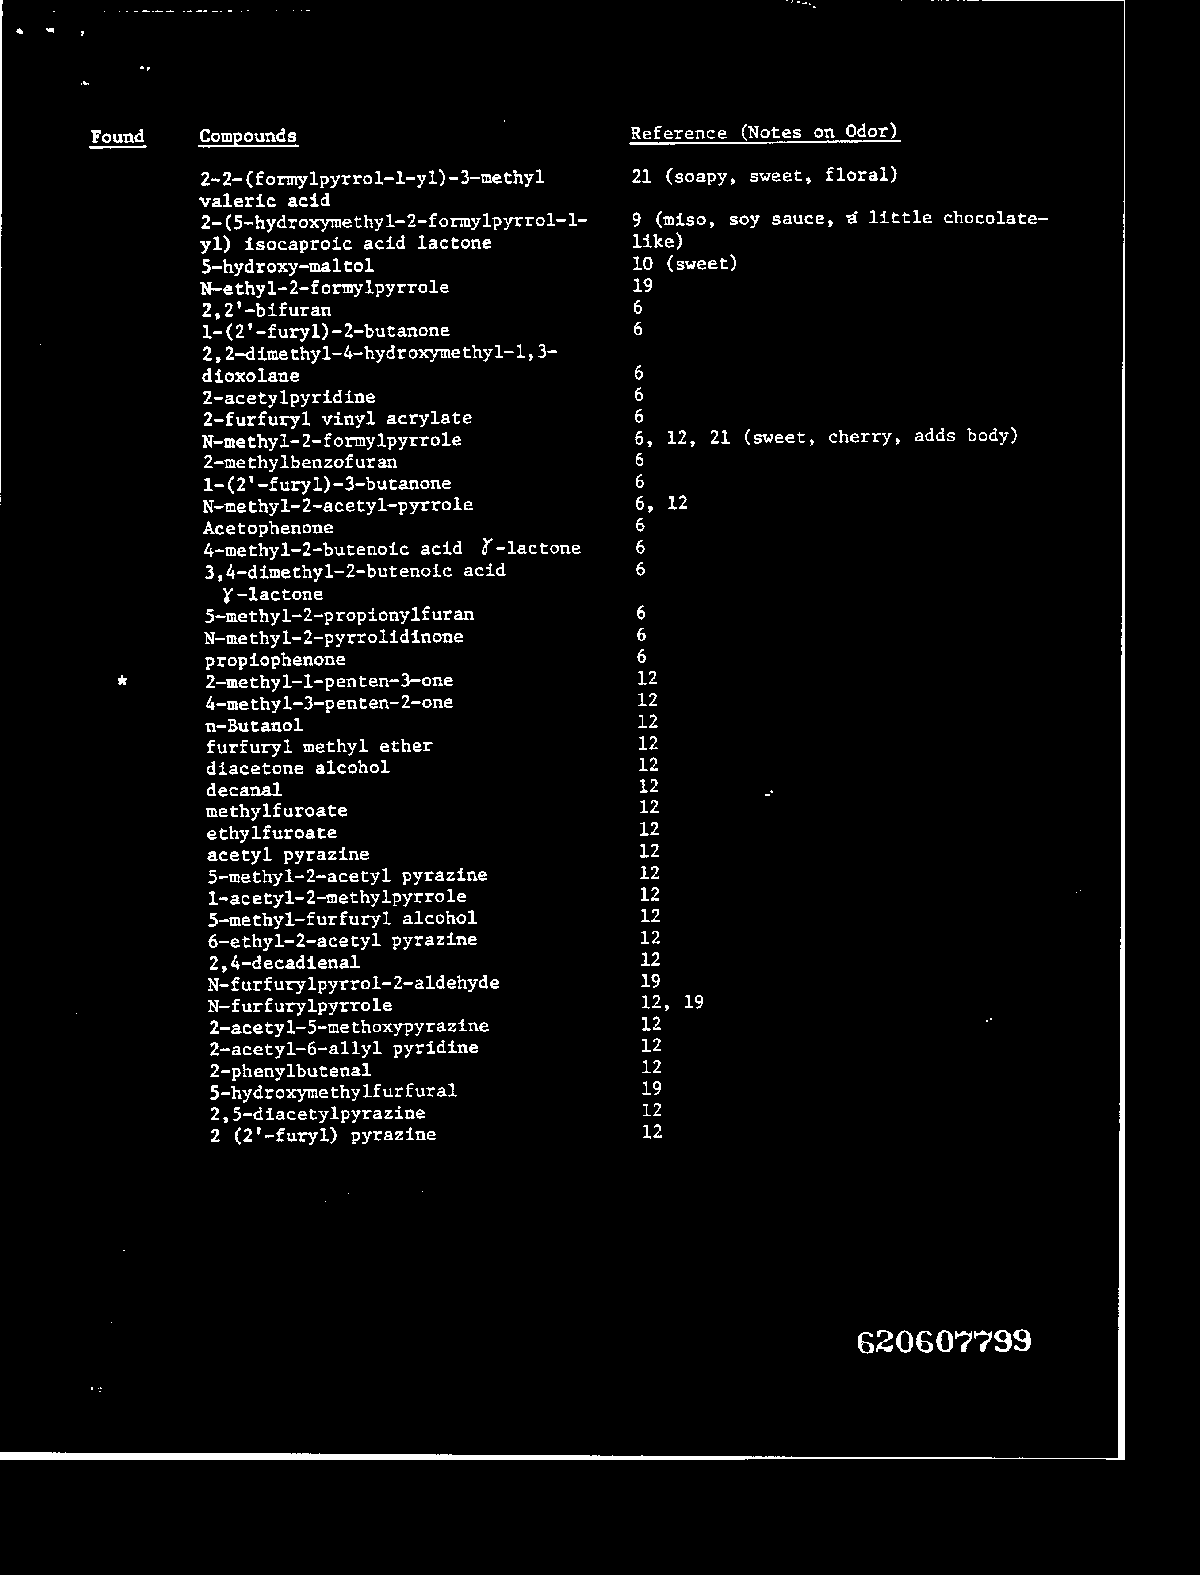 Found Compounds Reference (Notes on Odor)
2-2-(formylpyrrol-1-yl)-3-methyl 21 (soapy, sweet, floral)
valeric acid
2-(5-hydroxymethyl-2-formylpyrrol-1- 9 (miso, soy sauce, a little chocolate-
yl) isocaproic acid lactone like)
5-hydroxy-maltol 10 (sweet)
N-ethyl-2-formylpyrrole 19
2,2'-bifuran 6
1-(2'-furyl)-2-butanone 6
2,2-dimethyl-4-hydroxymethyl-1,3-
dioxolane 6
2-acetylpyridine 6
2-furfuryl vinyl acrylate 6
N-methyl-2-formylpyrrole 6, 12, 21 (sweet, cherry, adds body)
2-methylbenzofuran 6
1-(2'-furyl)-3-butanone 6
N-methyl-2-acetyl-pyrrole 6, 12
Acetophenone 6
4-methyl-2-butenoic acid γ-lactone 6
3,4-dimethyl-2-butenoic acid 6
γ-lactone
5-methyl-2-propionylfuran 6
N-methyl-2-pyrrolidinone 6
propiophenone 6
* 2-methyl-1-penten-3-one 12
4-methyl-3-penten-2-one 12
n-Butanol 12
furfuryl methyl ether 12
diacetone alcohol 12
decanal 12
methylfuroate 12
ethylfuroate 12
acetyl pyrazine 12
5-methyl-2-acetyl pyrazine 12
1-acetyl-2-methylpyrrole 12
5-methyl-furfuryl alcohol 12
6-ethyl-2-acetyl pyrazine 12
2,4-decadienal 12
N-furfurylpyrrol-2-aldehyde 19
N-furfurylpyrrole 12, 19
2-acetyl-5-methoxypyrazine 12
2-acetyl-6-allyl pyridine 12
2-phenylbutenal 12
5-hydroxymethylfurfural 19
2,5-diacetylpyrazine 12
2 (2'-furyl) pyrazine 12
620607799